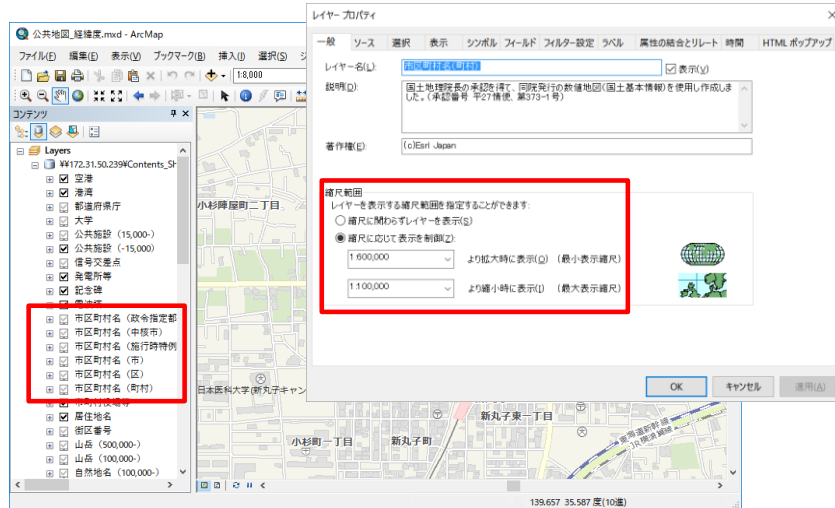 公共地図_経緯度.mxd - ArcMap
ファイル(F) 編集(E) 表示(V) ブックマーク(B) 挿入(I) 選択(S)
1:8,000
コンテンツ
Layers
¥¥172.31.50.239¥Contents_Sh
空港
港湾
都道府県庁
大学
公共施設（15,000-）
公共施設（-15,000）
信号交差点
発電所等
記念碑
電波塔
市区町村名（政令指定都
市区町村名（中核市）
市区町村名（施行時特例
市区町村名（市）
市区町村名（区）
市区町村名（町村）
市町村役場等
居住地名
街区番号
山岳（500,000-）
山岳（100,000-）
自然地名（100,000-）
小杉陣屋町二丁目
日本医科大学(新丸子キャン
小杉町一丁目
新丸子町
新丸子東一丁目
東海道新幹線
JR横須賀線
139.657 35.587 度(10進)
レイヤー プロパティ
一般 ソース 選択 表示 シンボル フィールド フィルター設定 ラベル 属性の結合とリレート 時間 HTML ポップアップ
レイヤー名(L):
市区町村名(町村)
表示(V)
説明(D):
国土地理院長の承認を得て、同院発行の数値地図(国土基本情報)を使用し作成しま
した。(承認番号 平27情使、第373-1号)
著作権(E):
(c)Esri Japan
縮尺範囲
レイヤーを表示する縮尺範囲を指定することができます:
縮尺に関わらずレイヤーを表示(S)
縮尺に応じて表示を制御(Z):
1:600,000
より拡大時に表示(O) （最小表示縮尺）
1:100,000
より縮小時に表示(I) （最大表示縮尺）
OK
キャンセル
適用(A)